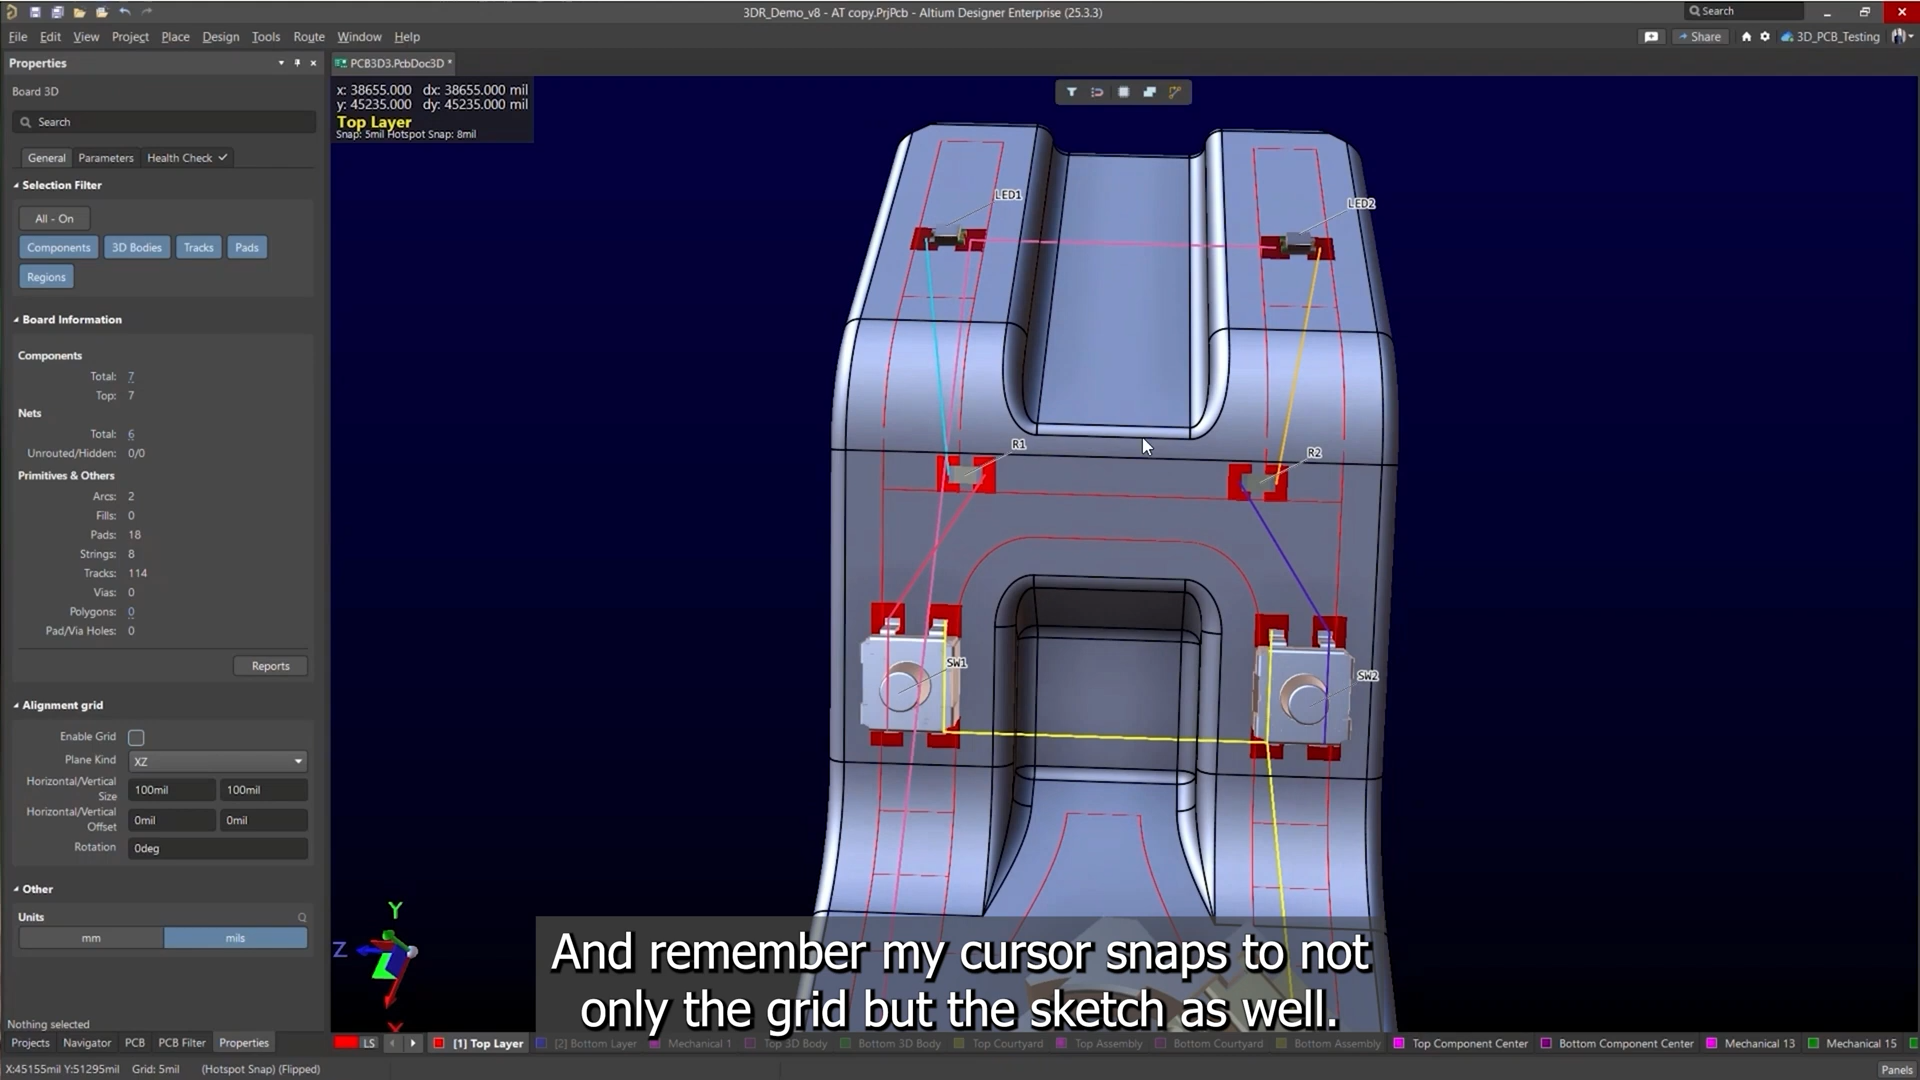 3DR_Demo_v8 - AT copy.PrjPcb - Altium Designer Enterprise (25.3.3)
Search
File Edit View Project Place Design Tools Route Window Help
Share
3D_PCB_Testing
Properties
PCB3D3.PcbDoc3D *
Board 3D
x: 38655.000 dx: 38655.000 mil
y: 45235.000 dy: 45235.000 mil
Top Layer
Snap: 5mil Hotspot Snap: 8mil
Search
General Parameters Health Check
Selection Filter
All - On
Components 3D Bodies Tracks Pads
Regions
Board Information
Components
Total: 7
Top: 7
Nets
Total: 6
Unrouted/Hidden: 0/0
Primitives & Others
Arcs: 2
Fills: 0
Pads: 18
Strings: 8
Tracks: 114
Vias: 0
Polygons: 0
Pad/Via Holes: 0
Reports
Alignment grid
Enable Grid
Plane Kind XZ
Horizontal/Vertical Size 100mil 100mil
Horizontal/Vertical Offset 0mil 0mil
Rotation 0deg
Other
Units
mm mils
Nothing selected
LED1
LED2
R1
R2
SW1
SW2
Y
Z
X
And remember my cursor snaps to not
only the grid but the sketch as well.
Projects Navigator PCB PCB Filter Properties
LS [1] Top Layer [2] Bottom Layer Mechanical 1 Top 3D Body Bottom 3D Body Top Courtyard Top Assembly Bottom Courtyard Bottom Assembly Top Component Center Bottom Component Center Mechanical 13 Mechanical 15
X:45155mil Y:51295mil Grid: 5mil (Hotspot Snap) (Flipped)
Panels